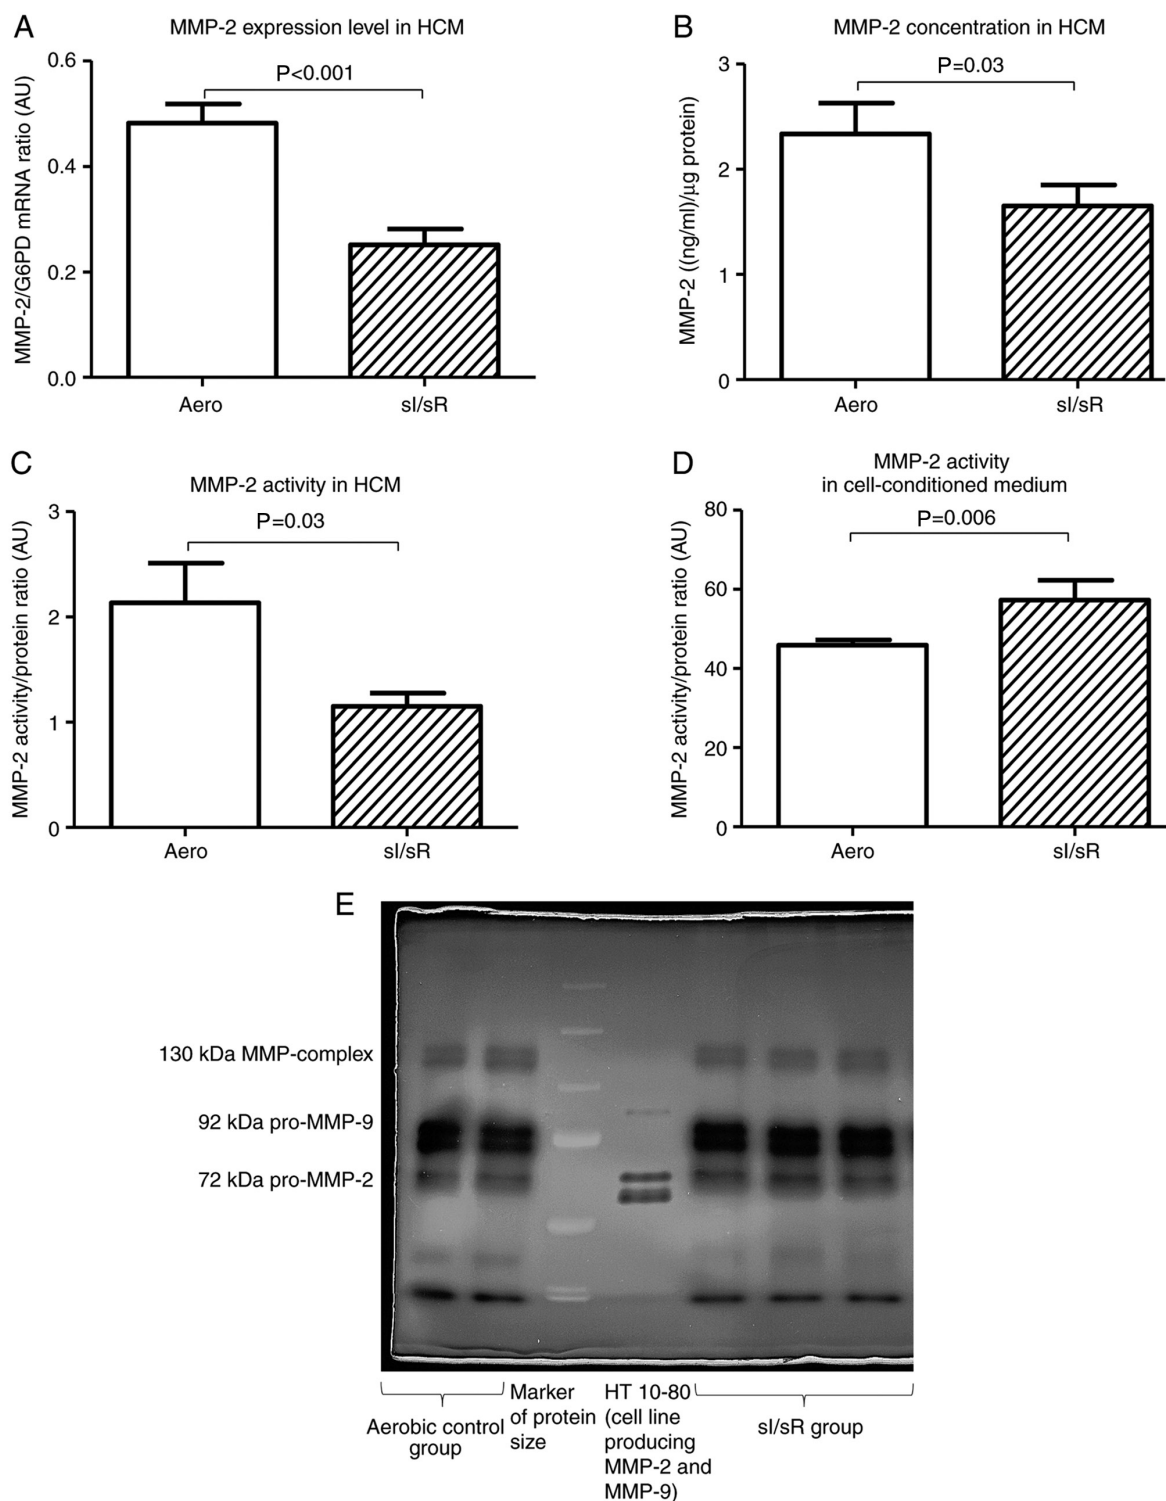 A
MMP-2 expression level in HCM
MMP-2/G6PD mRNA ratio (AU)
0.6
0.4
0.2
0.0
P<0.001
Aero
sI/sR
B
MMP-2 concentration in HCM
MMP-2 ((ng/ml)/µg protein)
3
2
1
0
P=0.03
Aero
sI/sR
C
MMP-2 activity in HCM
MMP-2 activity/protein ratio (AU)
3
2
1
0
P=0.03
Aero
sI/sR
D
MMP-2 activity
in cell-conditioned medium
MMP-2 activity/protein ratio (AU)
80
60
40
20
0
P=0.006
Aero
sI/sR
E
130 kDa MMP-complex
92 kDa pro-MMP-9
72 kDa pro-MMP-2
Aerobic control
group
Marker
of protein
size
HT 10-80
(cell line
producing
MMP-2 and
MMP-9)
sI/sR group